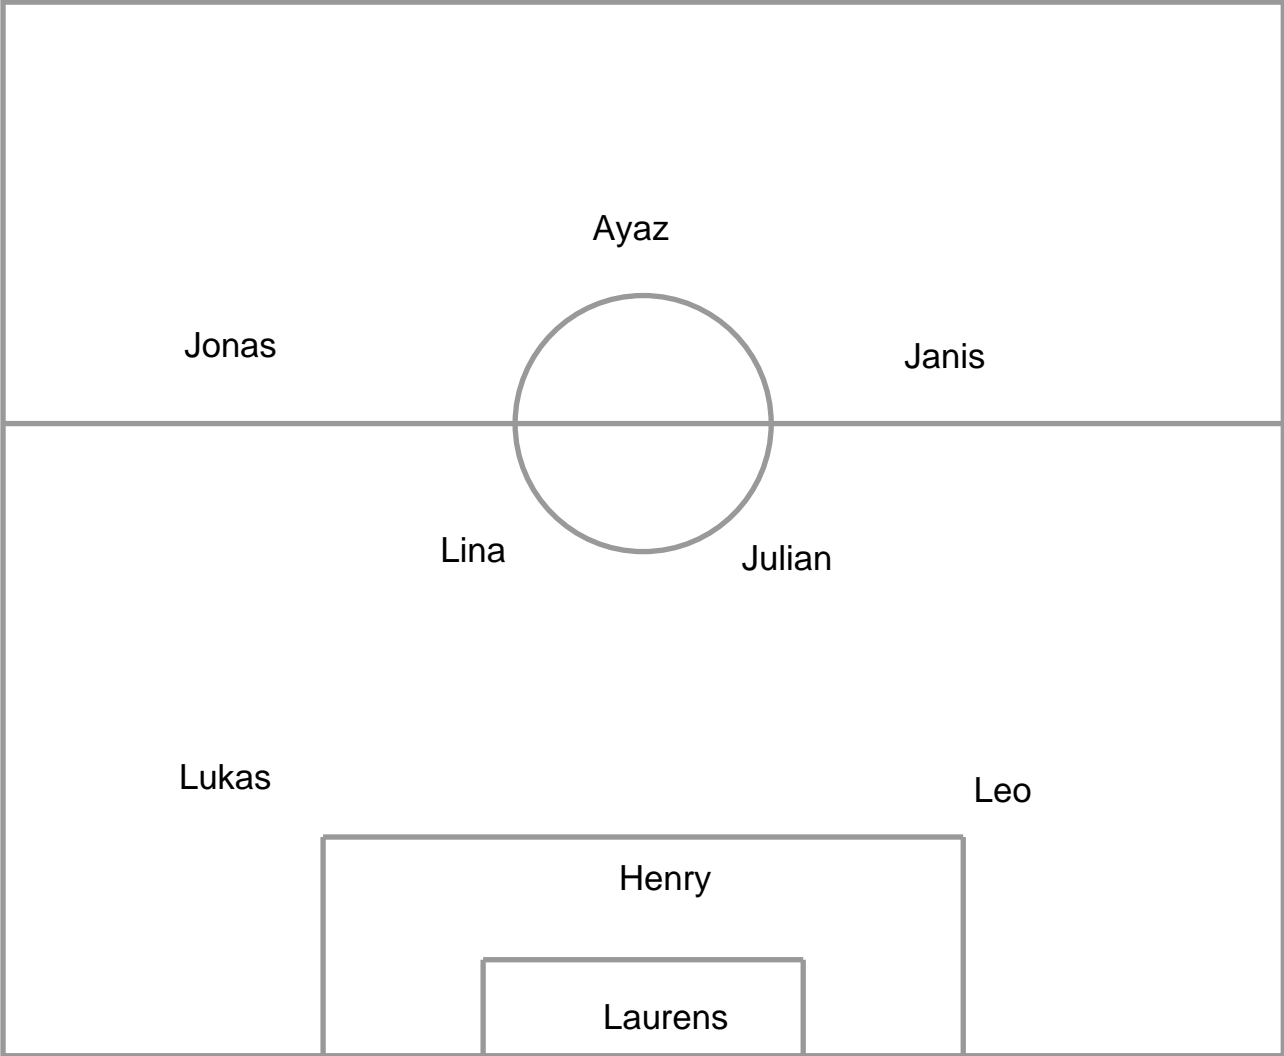 Ayaz
Jonas
Janis
Lina
Julian
Lukas
Leo
Henry
Laurens